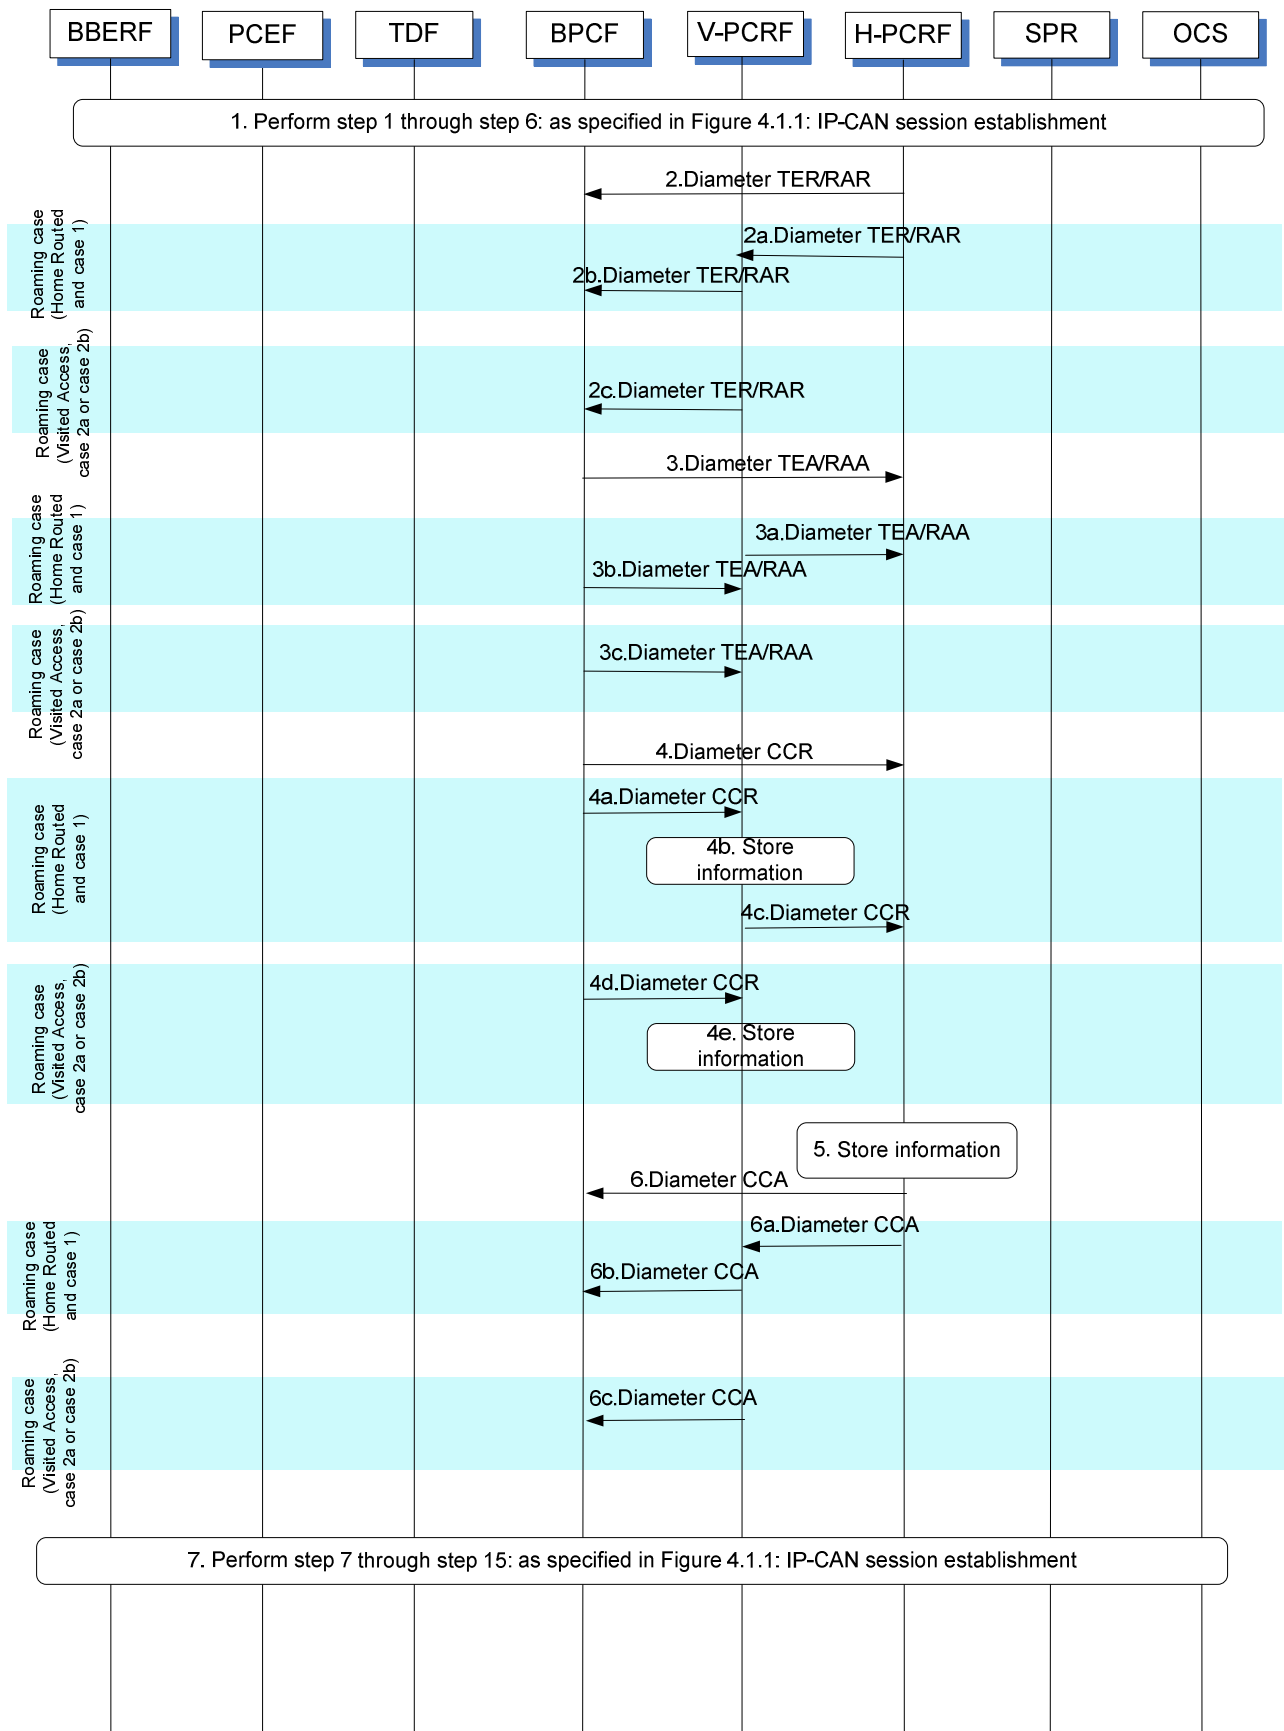 BBERF PCEF TDF BPCF V-PCRF H-PCRF SPR OCS
1. Perform step 1 through step 6: as specified in Figure 4.1.1: IP-CAN session establishment
2.Diameter TER/RAR
Roaming case
(Home Routed
and case 1)
2a.Diameter TER/RAR
2b.Diameter TER/RAR
Roaming case
(Visited Access,
case 2a or case 2b)
2c.Diameter TER/RAR
3.Diameter TEA/RAA
Roaming case
(Home Routed
and case 1)
3a.Diameter TEA/RAA
3b.Diameter TEA/RAA
Roaming case
(Visited Access,
case 2a or case 2b)
3c.Diameter TEA/RAA
4.Diameter CCR
Roaming case
(Home Routed
and case 1)
4a.Diameter CCR
4b. Store
information
4c.Diameter CCR
Roaming case
(Visited Access,
case 2a or case 2b)
4d.Diameter CCR
4e. Store
information
5. Store information
6.Diameter CCA
Roaming case
(Home Routed
and case 1)
6a.Diameter CCA
6b.Diameter CCA
Roaming case
(Visited Access,
case 2a or case 2b)
6c.Diameter CCA
7. Perform step 7 through step 15: as specified in Figure 4.1.1: IP-CAN session establishment